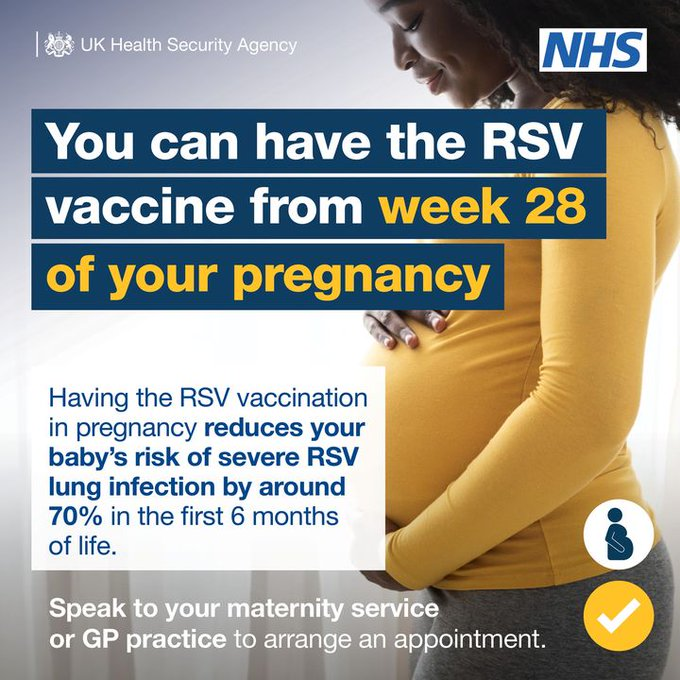 UK Health Security Agency
NHS
You can have the RSV
vaccine from week 28
of your pregnancy
Having the RSV vaccination
in pregnancy reduces your
baby's risk of severe RSV
lung infection by around
70% in the first 6 months
of life.
Speak to your maternity service
or GP practice to arrange an appointment.